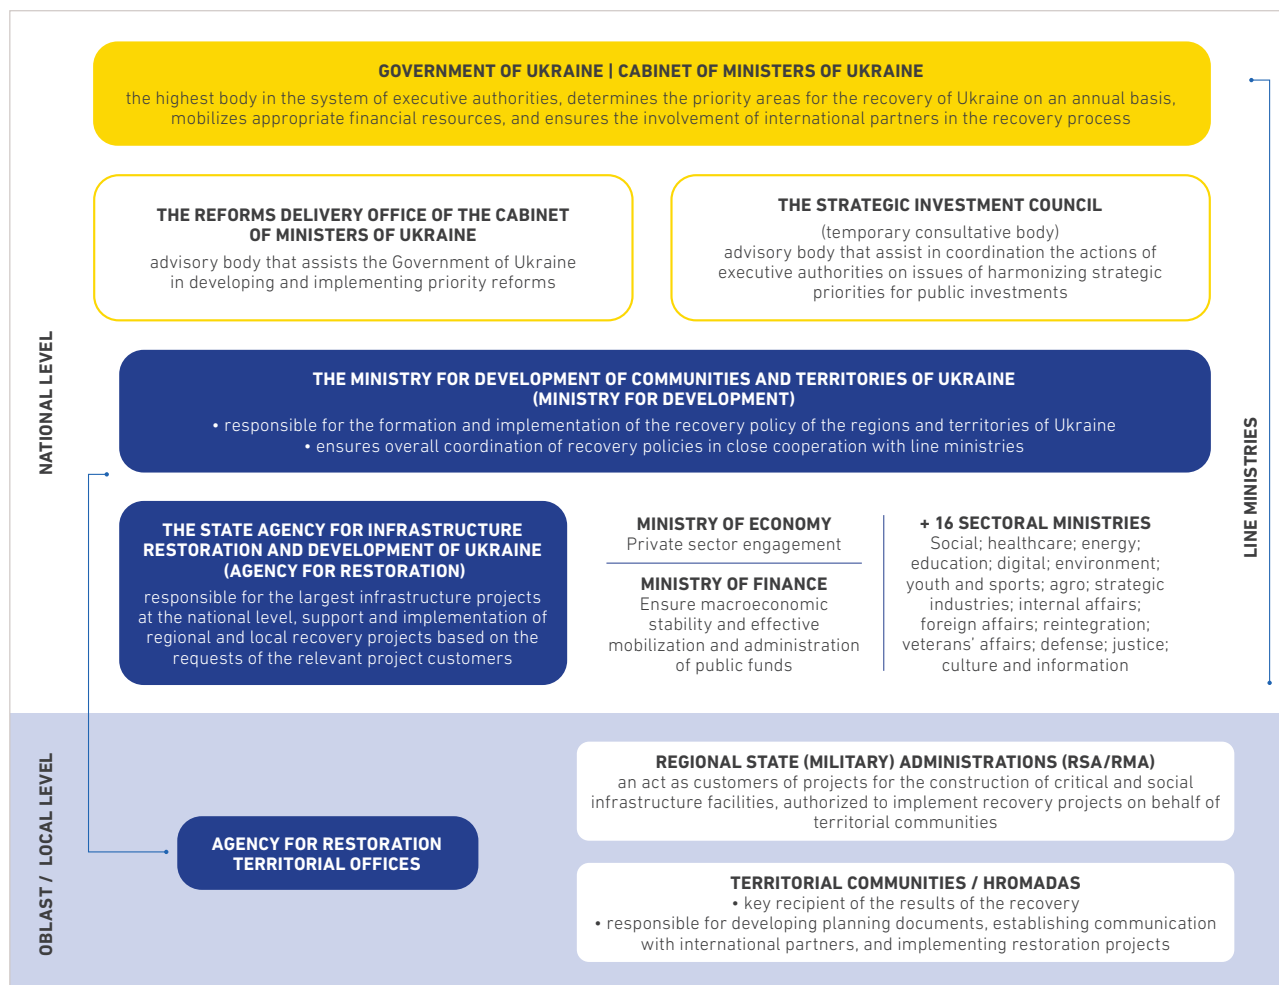 GOVERNMENT OF UKRAINE | CABINET OF MINISTERS OF UKRAINE
the highest body in the system of executive authorities, determines the priority areas for the recovery of Ukraine on an annual basis,
mobilizes appropriate financial resources, and ensures the involvement of international partners in the recovery process
THE REFORMS DELIVERY OFFICE OF THE CABINET
OF MINISTERS OF UKRAINE
advisory body that assists the Government of Ukraine
in developing and implementing priority reforms
THE STRATEGIC INVESTMENT COUNCIL
(temporary consultative body)
advisory body that assist in coordination the actions of
executive authorities on issues of harmonizing strategic
priorities for public investments
NATIONAL LEVEL
THE MINISTRY FOR DEVELOPMENT OF COMMUNITIES AND TERRITORIES OF UKRAINE
(MINISTRY FOR DEVELOPMENT)
• responsible for the formation and implementation of the recovery policy of the regions and territories of Ukraine
• ensures overall coordination of recovery policies in close cooperation with line ministries
LINE MINISTRIES
THE STATE AGENCY FOR INFRASTRUCTURE
RESTORATION AND DEVELOPMENT OF UKRAINE
(AGENCY FOR RESTORATION)
responsible for the largest infrastructure projects
at the national level, support and implementation of
regional and local recovery projects based on the
requests of the relevant project customers
MINISTRY OF ECONOMY
Private sector engagement
MINISTRY OF FINANCE
Ensure macroeconomic
stability and effective
mobilization and administration
of public funds
+ 16 SECTORAL MINISTRIES
Social; healthcare; energy;
education; digital; environment;
youth and sports; agro; strategic
industries; internal affairs;
foreign affairs; reintegration;
veterans’ affairs; defense; justice;
culture and information
OBLAST / LOCAL LEVEL
AGENCY FOR RESTORATION
TERRITORIAL OFFICES
REGIONAL STATE (MILITARY) ADMINISTRATIONS (RSA/RMA)
an act as customers of projects for the construction of critical and social
infrastructure facilities, authorized to implement recovery projects on behalf of
territorial communities
TERRITORIAL COMMUNITIES / HROMADAS
• key recipient of the results of the recovery
• responsible for developing planning documents, establishing communication
with international partners, and implementing restoration projects